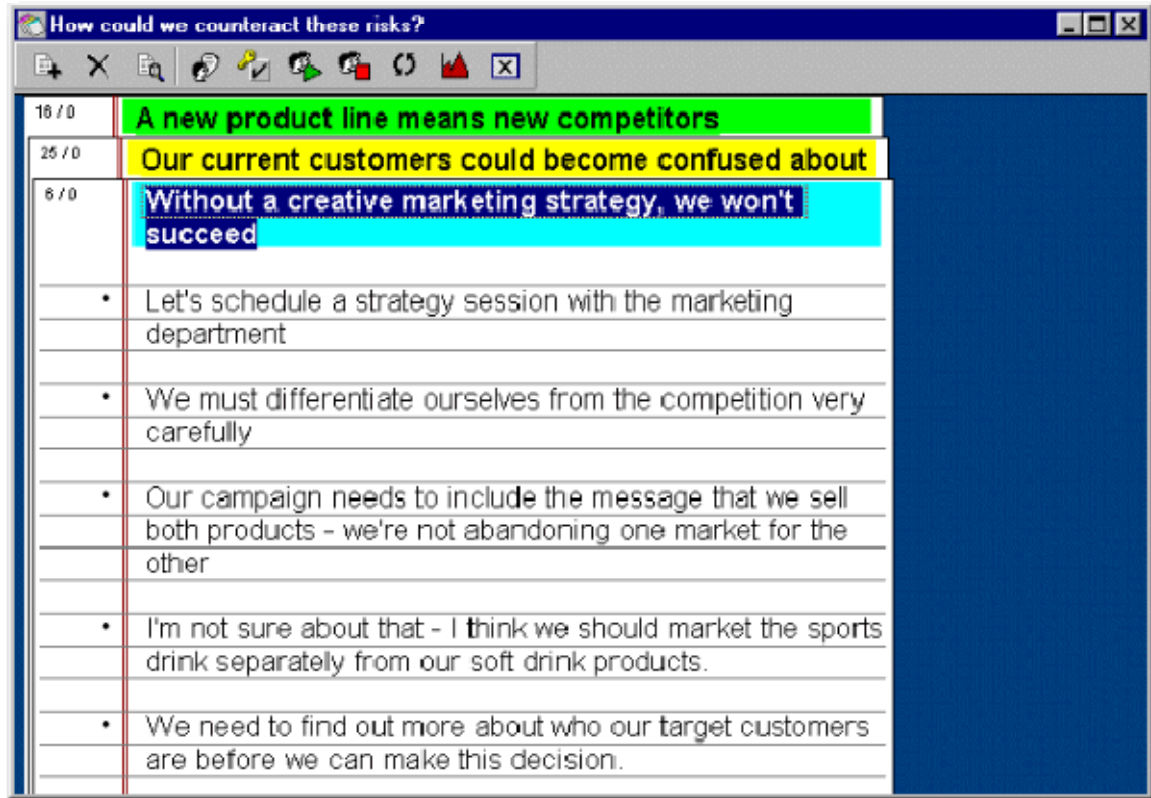 How could we counteract these risks?
16 / 0
A new product line means new competitors
25 / 0
Our current customers could become confused about
6 / 0
Without a creative marketing strategy, we won't
succeed
• Let's schedule a strategy session with the marketing
department
• We must differentiate ourselves from the competition very
carefully
• Our campaign needs to include the message that we sell
both products - we're not abandoning one market for the
other
• I'm not sure about that - I think we should market the sports
drink separately from our soft drink products.
• We need to find out more about who our target customers
are before we can make this decision.